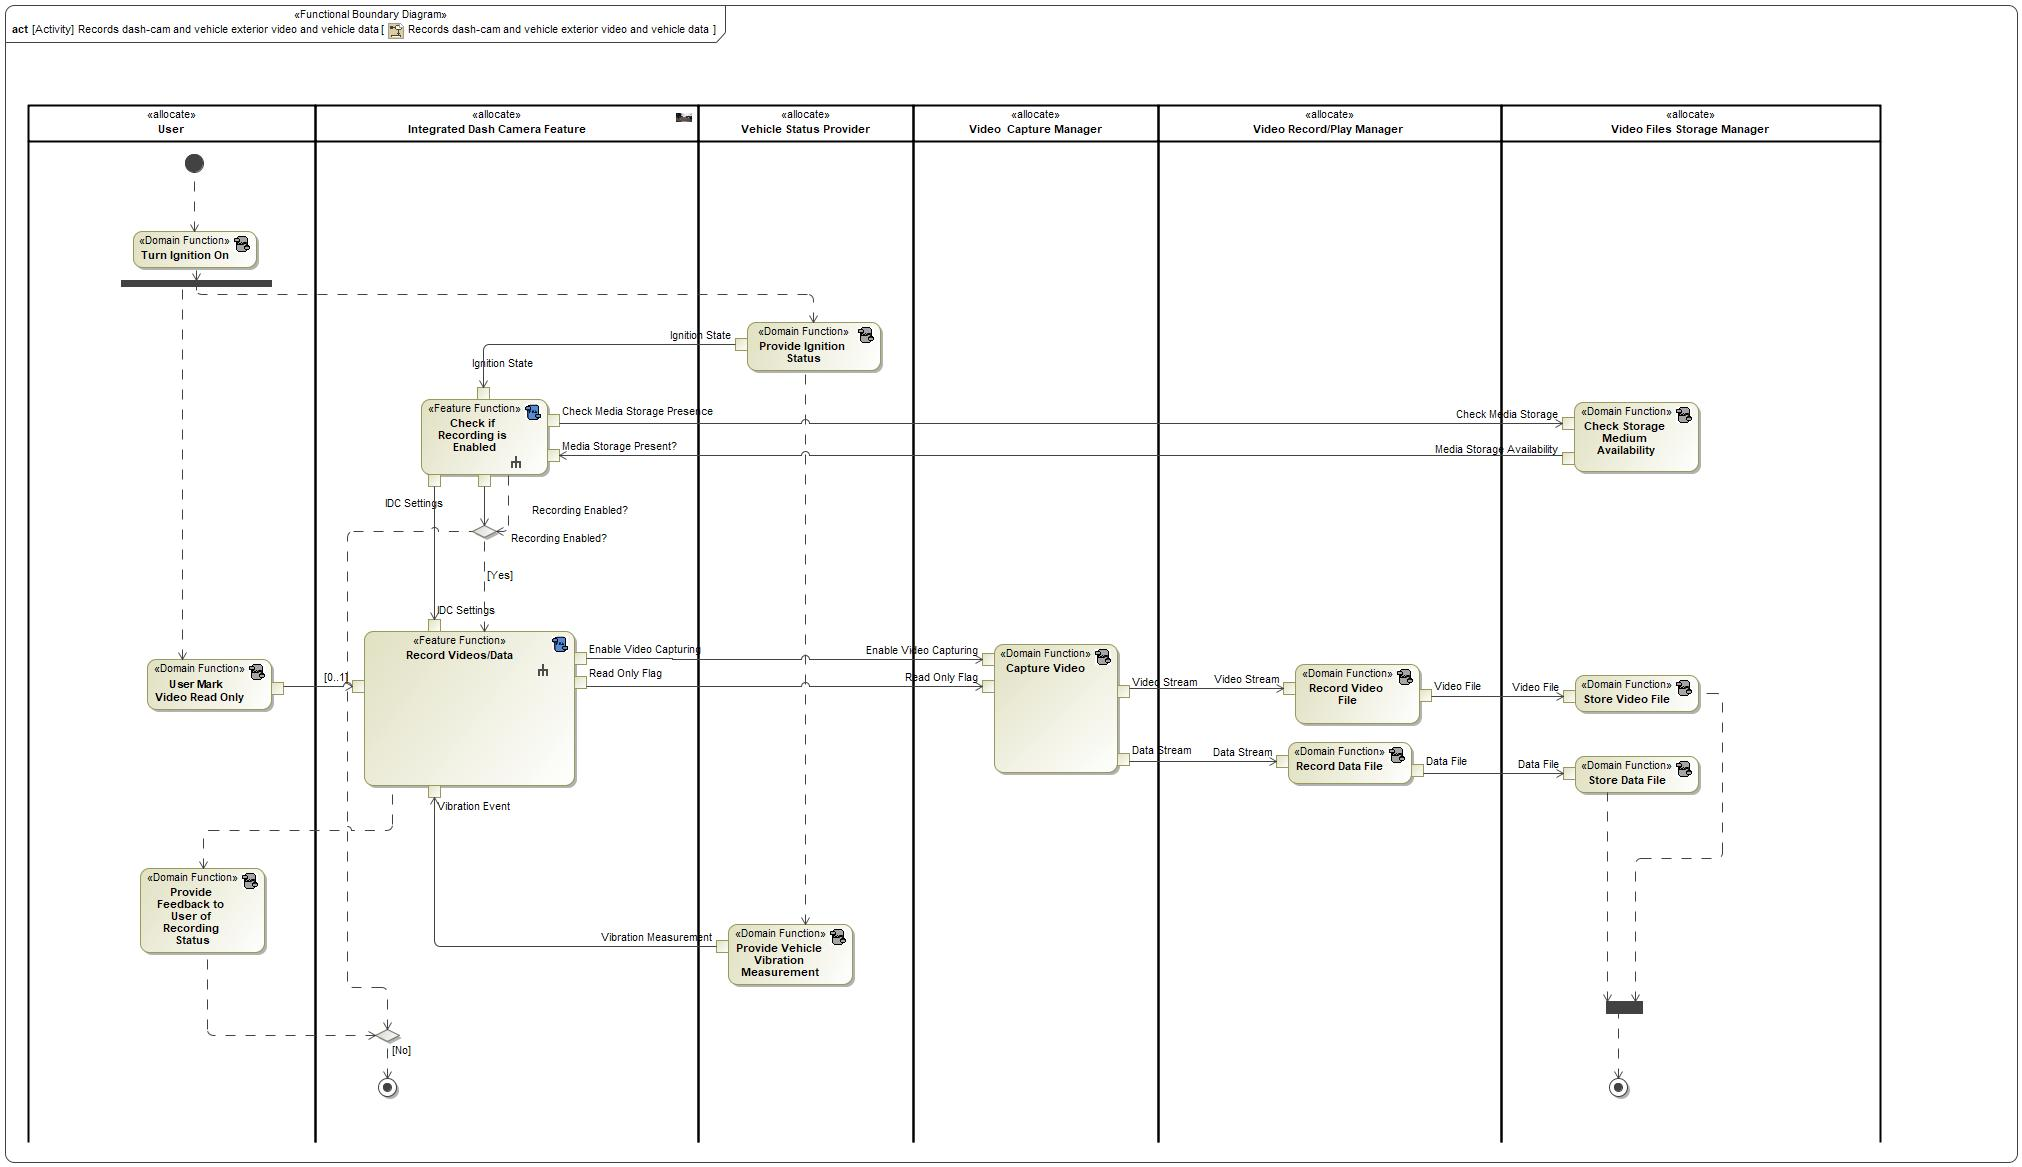 «Functional Boundary Diagram»
act [Activity] Records dash-cam and vehicle exterior video and vehicle data [ Records dash-cam and vehicle exterior video and vehicle data ]
«allocate»
User
«allocate»
Integrated Dash Camera Feature
«allocate»
Vehicle Status Provider
«allocate»
Video Capture Manager
«allocate»
Video Record/Play Manager
«allocate»
Video Files Storage Manager
«Domain Function»
Turn Ignition On
«Domain Function»
Provide Ignition
Status
Ignition State
Ignition State
«Feature Function»
Check if
Recording is
Enabled
Check Media Storage Presence
Media Storage Present?
Check Media Storage
Media Storage Availability
«Domain Function»
Check Storage
Medium
Availability
IDC Settings
Recording Enabled?
Recording Enabled?
[Yes]
IDC Settings
«Domain Function»
User Mark
Video Read Only
[0..1]
«Feature Function»
Record Videos/Data
Enable Video Capturing
Read Only Flag
Enable Video Capturing
Read Only Flag
«Domain Function»
Capture Video
Video Stream
Video Stream
«Domain Function»
Record Video
File
Video File
Video File
«Domain Function»
Store Video File
Data Stream
Data Stream
«Domain Function»
Record Data File
Data File
Data File
«Domain Function»
Store Data File
Vibration Event
«Domain Function»
Provide
Feedback to
User of
Recording
Status
Vibration Measurement
«Domain Function»
Provide Vehicle
Vibration
Measurement
[No]